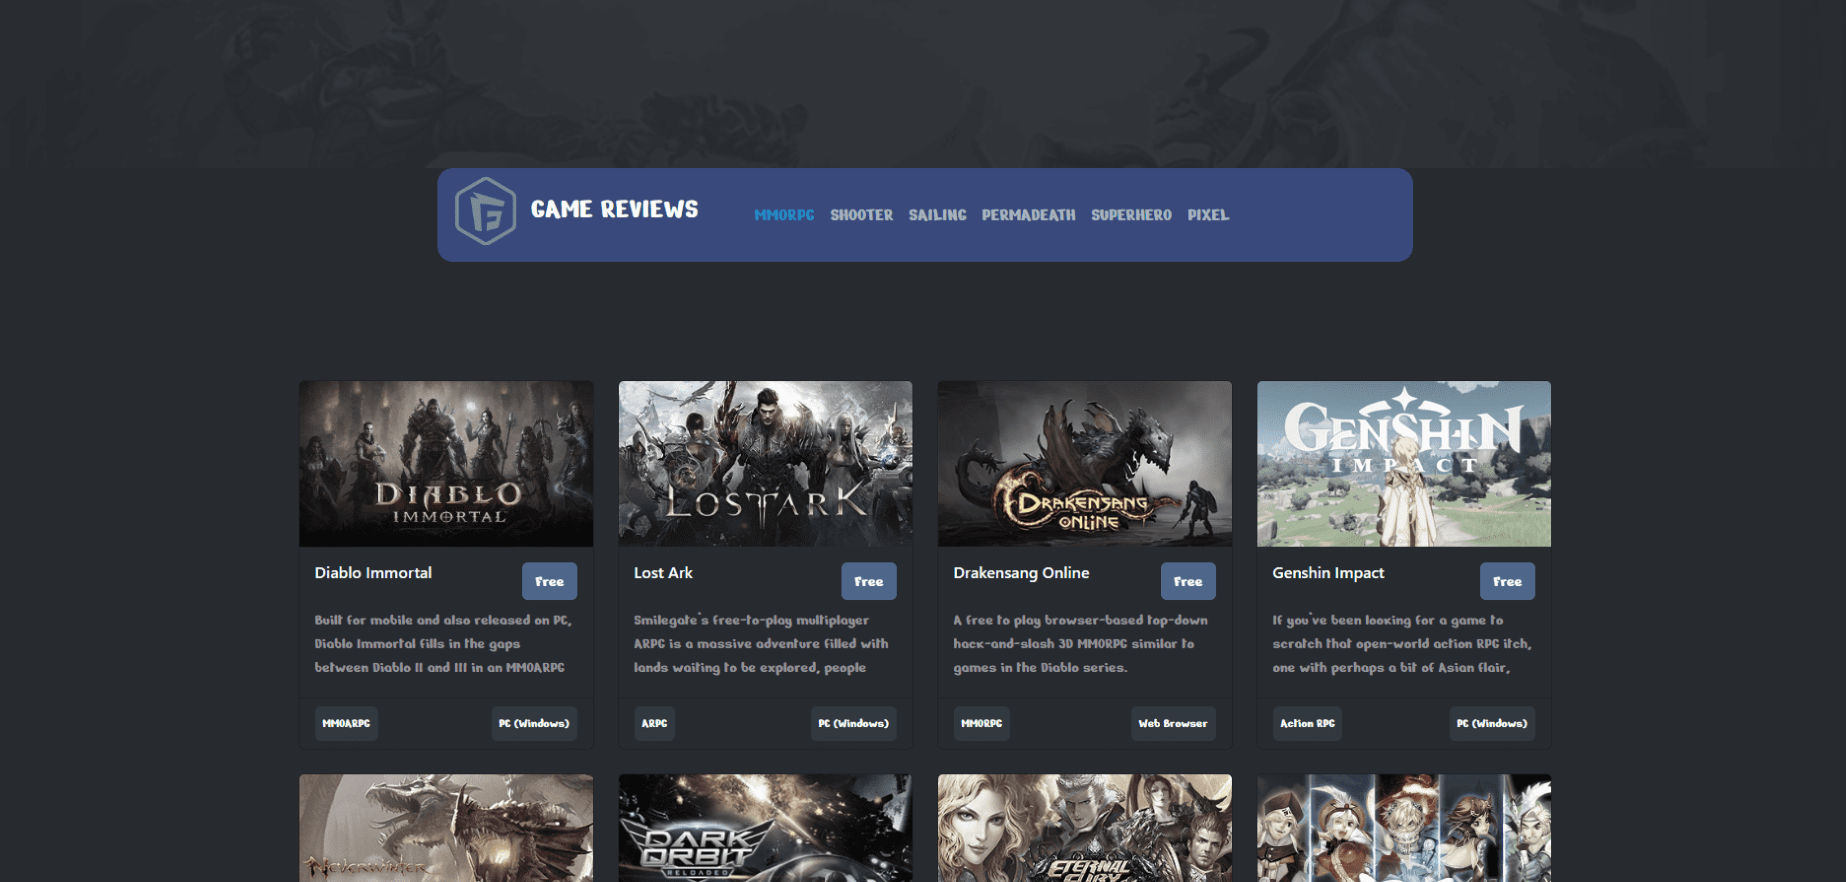 GAME REVIEWS
MMORPG SHOOTER SAILING PERMADEATH SUPERHERO PIXEL
DIABLO
IMMORTAL
LOST ARK
DRAKENSANG
ONLINE
GENSHIN
IMPACT
Diablo Immortal
Free
Built for mobile and also released on PC,
Diablo Immortal fills in the gaps
between Diablo II and III in an MMOARPG
MMOARPG
PC (Windows)
Lost Ark
Free
Smilegate's free-to-play multiplayer
ARPG is a massive adventure filled with
lands waiting to be explored, people
ARPG
PC (Windows)
Drakensang Online
Free
A free to play browser-based top-down
hack-and-slash 3D MMORPG similar to
games in the Diablo series.
MMORPG
Web Browser
Genshin Impact
Free
If you've been looking for a game to
scratch that open-world action RPG itch,
one with perhaps a bit of Asian flair,
Action RPG
PC (Windows)
NEVERWINTER
DARK
ORBIT
RELOADED
ETERNAL
FURY